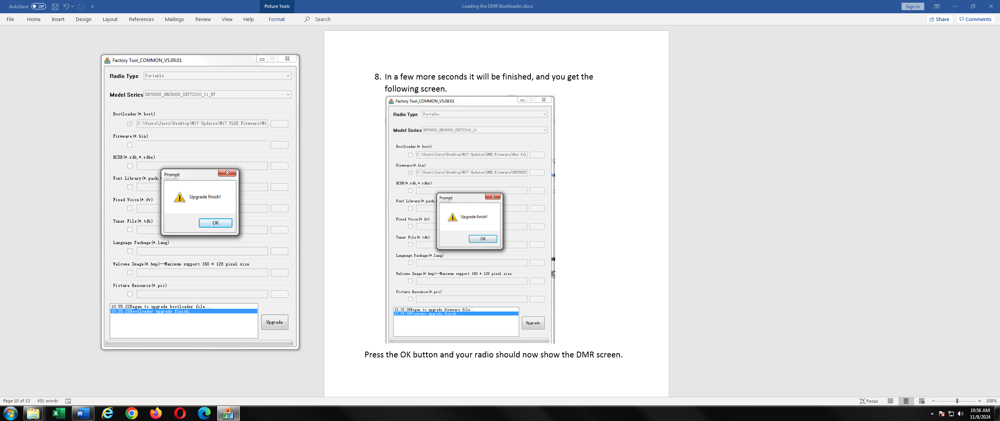 AutoSave Off
Picture Tools
Loading the DMR Bootloader.docx
Sign in
File Home Insert Design Layout References Mailings Review View Help Format Search
Share Comments
Factory Tool_COMMON_V5.09.01
Radio Type Portable
Model Series DR7800S_HRC6000_SKY72310_11_H7
Bootloader(*.boot)
C:\Users\Jerry\Desktop\M17 Updates\M17 PLUS Firmware\M1 ...
Firmware(*.bin)
...
RCDB(*.rdb,*.rdbx)
...
Font Library(*.pack,*
...
Fixed Voice(*.fv)
...
Tuner File(*.tdb)
...
Language Package(*.lang)
...
Welcome Image(*.bmp)--Maximum support 160 * 128 pixel size
...
Picture Resource(*.pic)
...
10:55:22Began to upgrade bootloader file...
10:55:25Bootloader upgrade finish...
Upgrade
Prompt
Upgrade finish!
OK
8. In a few more seconds it will be finished, and you get the
following screen.
Factory Tool_COMMON_V5.08.01
Radio Type Portable
Model Series DR7800S_HRC6000_SKY72310_11
Bootloader(*.boot)
C:\Users\Jerry\Desktop\M17 Updates\DMR Firmware\New fol ...
Firmware(*.bin)
C:\Users\Jerry\Desktop\M17 Updates\DMR Firmware\DR7800S ...
RCDB(*.rdb,*.rdbx)
...
Font Library(*.pack,*
...
Fixed Voice(*.fv)
...
Tuner File(*.tdb)
...
Language Package(*.lang)
...
Welcome Image(*.bmp)--Maximum support 160 * 128 pixel size
...
Picture Resource(*.pic)
...
12:33:38Began to upgrade firmware file..
12:34:30Firmware upgrade finish...
Upgrade
Prompt
Upgrade finish!
OK
Press the OK button and your radio should now show the DMR screen.
Page 10 of 13 451 words
Focus
108%
10:56 AM
11/8/2024